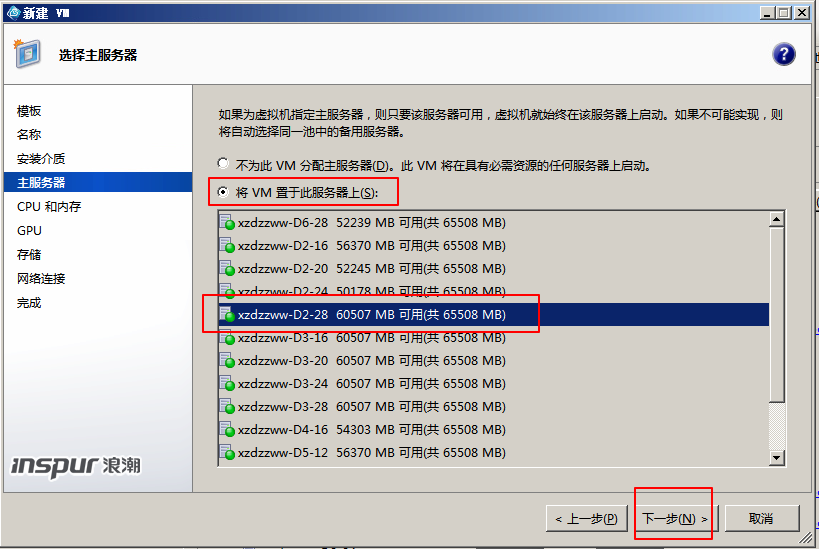 新建 VM
选择主服务器
模板
名称
安装介质
主服务器
CPU 和内存
GPU
存储
网络连接
完成
inspur 浪潮
如果为虚拟机指定主服务器，则只要该服务器可用，虚拟机就始终在该服务器上启动。如果不可能实现，则
将自动选择同一池中的备用服务器。
不为此 VM 分配主服务器(D)。此 VM 将在具有必需资源的任何服务器上启动。
将 VM 置于此服务器上(S):
xzdzzww-D6-28 52239 MB 可用(共 65508 MB)
xzdzzww-D2-16 56370 MB 可用(共 65508 MB)
xzdzzww-D2-20 52245 MB 可用(共 65508 MB)
xzdzzww-D2-24 50178 MB 可用(共 65508 MB)
xzdzzww-D2-28 60507 MB 可用(共 65508 MB)
xzdzzww-D3-16 60507 MB 可用(共 65508 MB)
xzdzzww-D3-20 60507 MB 可用(共 65508 MB)
xzdzzww-D3-24 60507 MB 可用(共 65508 MB)
xzdzzww-D3-28 60507 MB 可用(共 65508 MB)
xzdzzww-D4-16 54303 MB 可用(共 65508 MB)
xzdzzww-D5-12 56370 MB 可用(共 65508 MB)
< 上一步(P)
下一步(N) >
取消